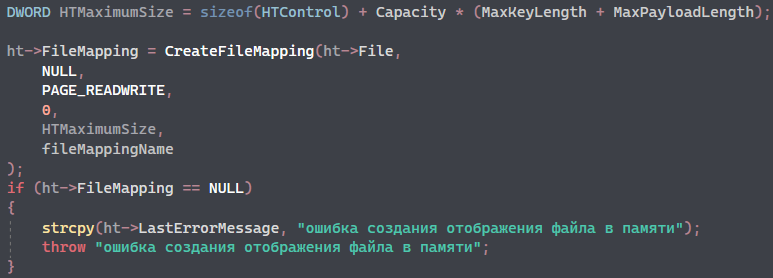 DWORD HTMaximumSize = sizeof(HTControl) + Capacity * (MaxKeyLength + MaxPayloadLength);
ht->FileMapping = CreateFileMapping(ht->File,
NULL,
PAGE_READWRITE,
0,
HTMaximumSize,
fileMappingName
);
if (ht->FileMapping == NULL)
{
strcpy(ht->LastErrorMessage, "ошибка создания отображения файла в памяти");
throw "ошибка создания отображения файла в памяти";
}